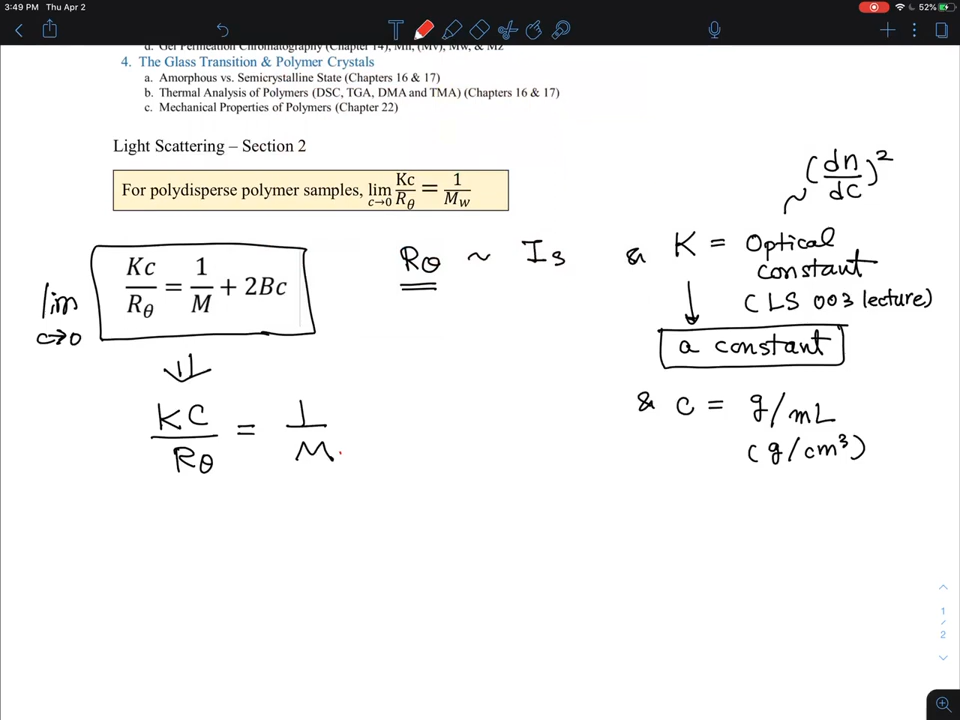 3:49 PM Thu Apr 2
52%
d. Gel Permeation Chromatography (Chapter 14), Mn, (Mv), Mw, & Mz
4. The Glass Transition & Polymer Crystals
a. Amorphous vs. Semicrystalline State (Chapters 16 & 17)
b. Thermal Analysis of Polymers (DSC, TGA, DMA and TMA) (Chapters 16 & 17)
c. Mechanical Properties of Polymers (Chapter 22)
Light Scattering – Section 2
For polydisperse polymer samples, lim c→0 Kc/Rθ = 1/Mw
~ (dn/dc)²
lim c→0 Kc/Rθ = 1/M + 2Bc
Rθ ~ Is
& K = Optical
constant
(LS 003 lecture)
↓
a constant
⇓
KC/Rθ = 1/M
& c = g/mL
(g/cm³)
1
/
2